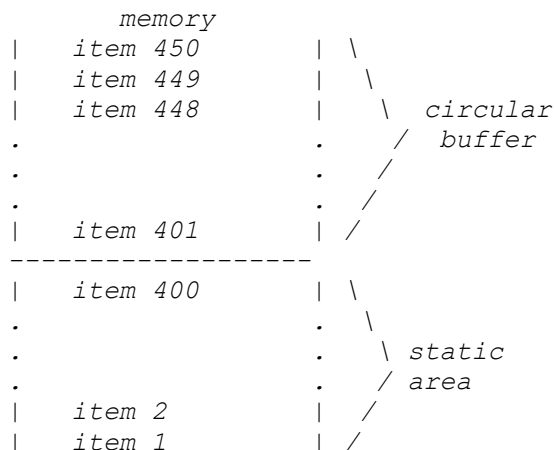 memory
|    item 450    | \
|    item 449    |  \
|    item 448    |   \  circular
.                .   /  buffer
.                .  /
.                . /
|    item 401    | /
-------------------
|    item 400    | \
.                .  \
.                .   \ static
.                .   / area
|    item 2      |  /
|    item 1      | /